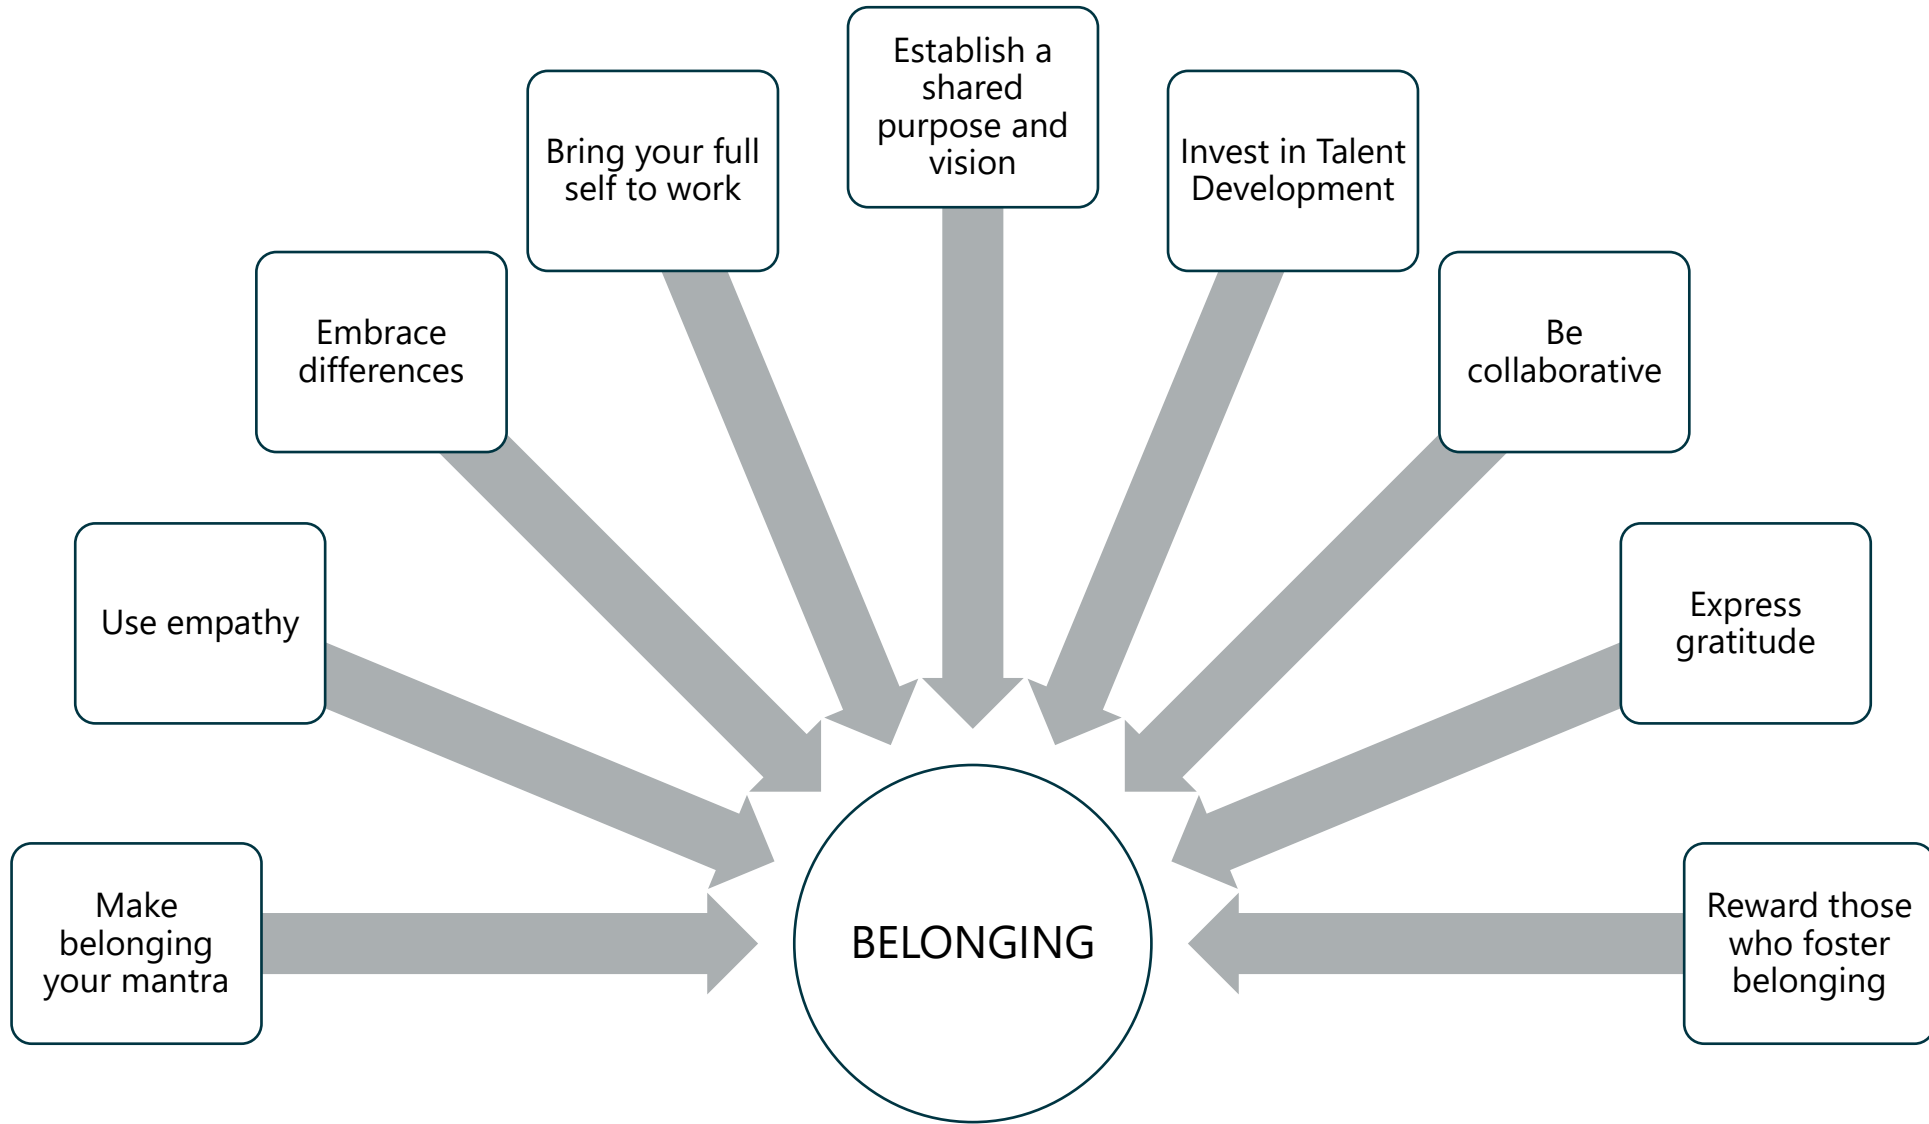 Make
belonging
your mantra
Use empathy
Embrace
differences
Bring your full
self to work
Establish a
shared
purpose and
vision
Invest in Talent
Development
Be
collaborative
Express
gratitude
Reward those
who foster
belonging
BELONGING